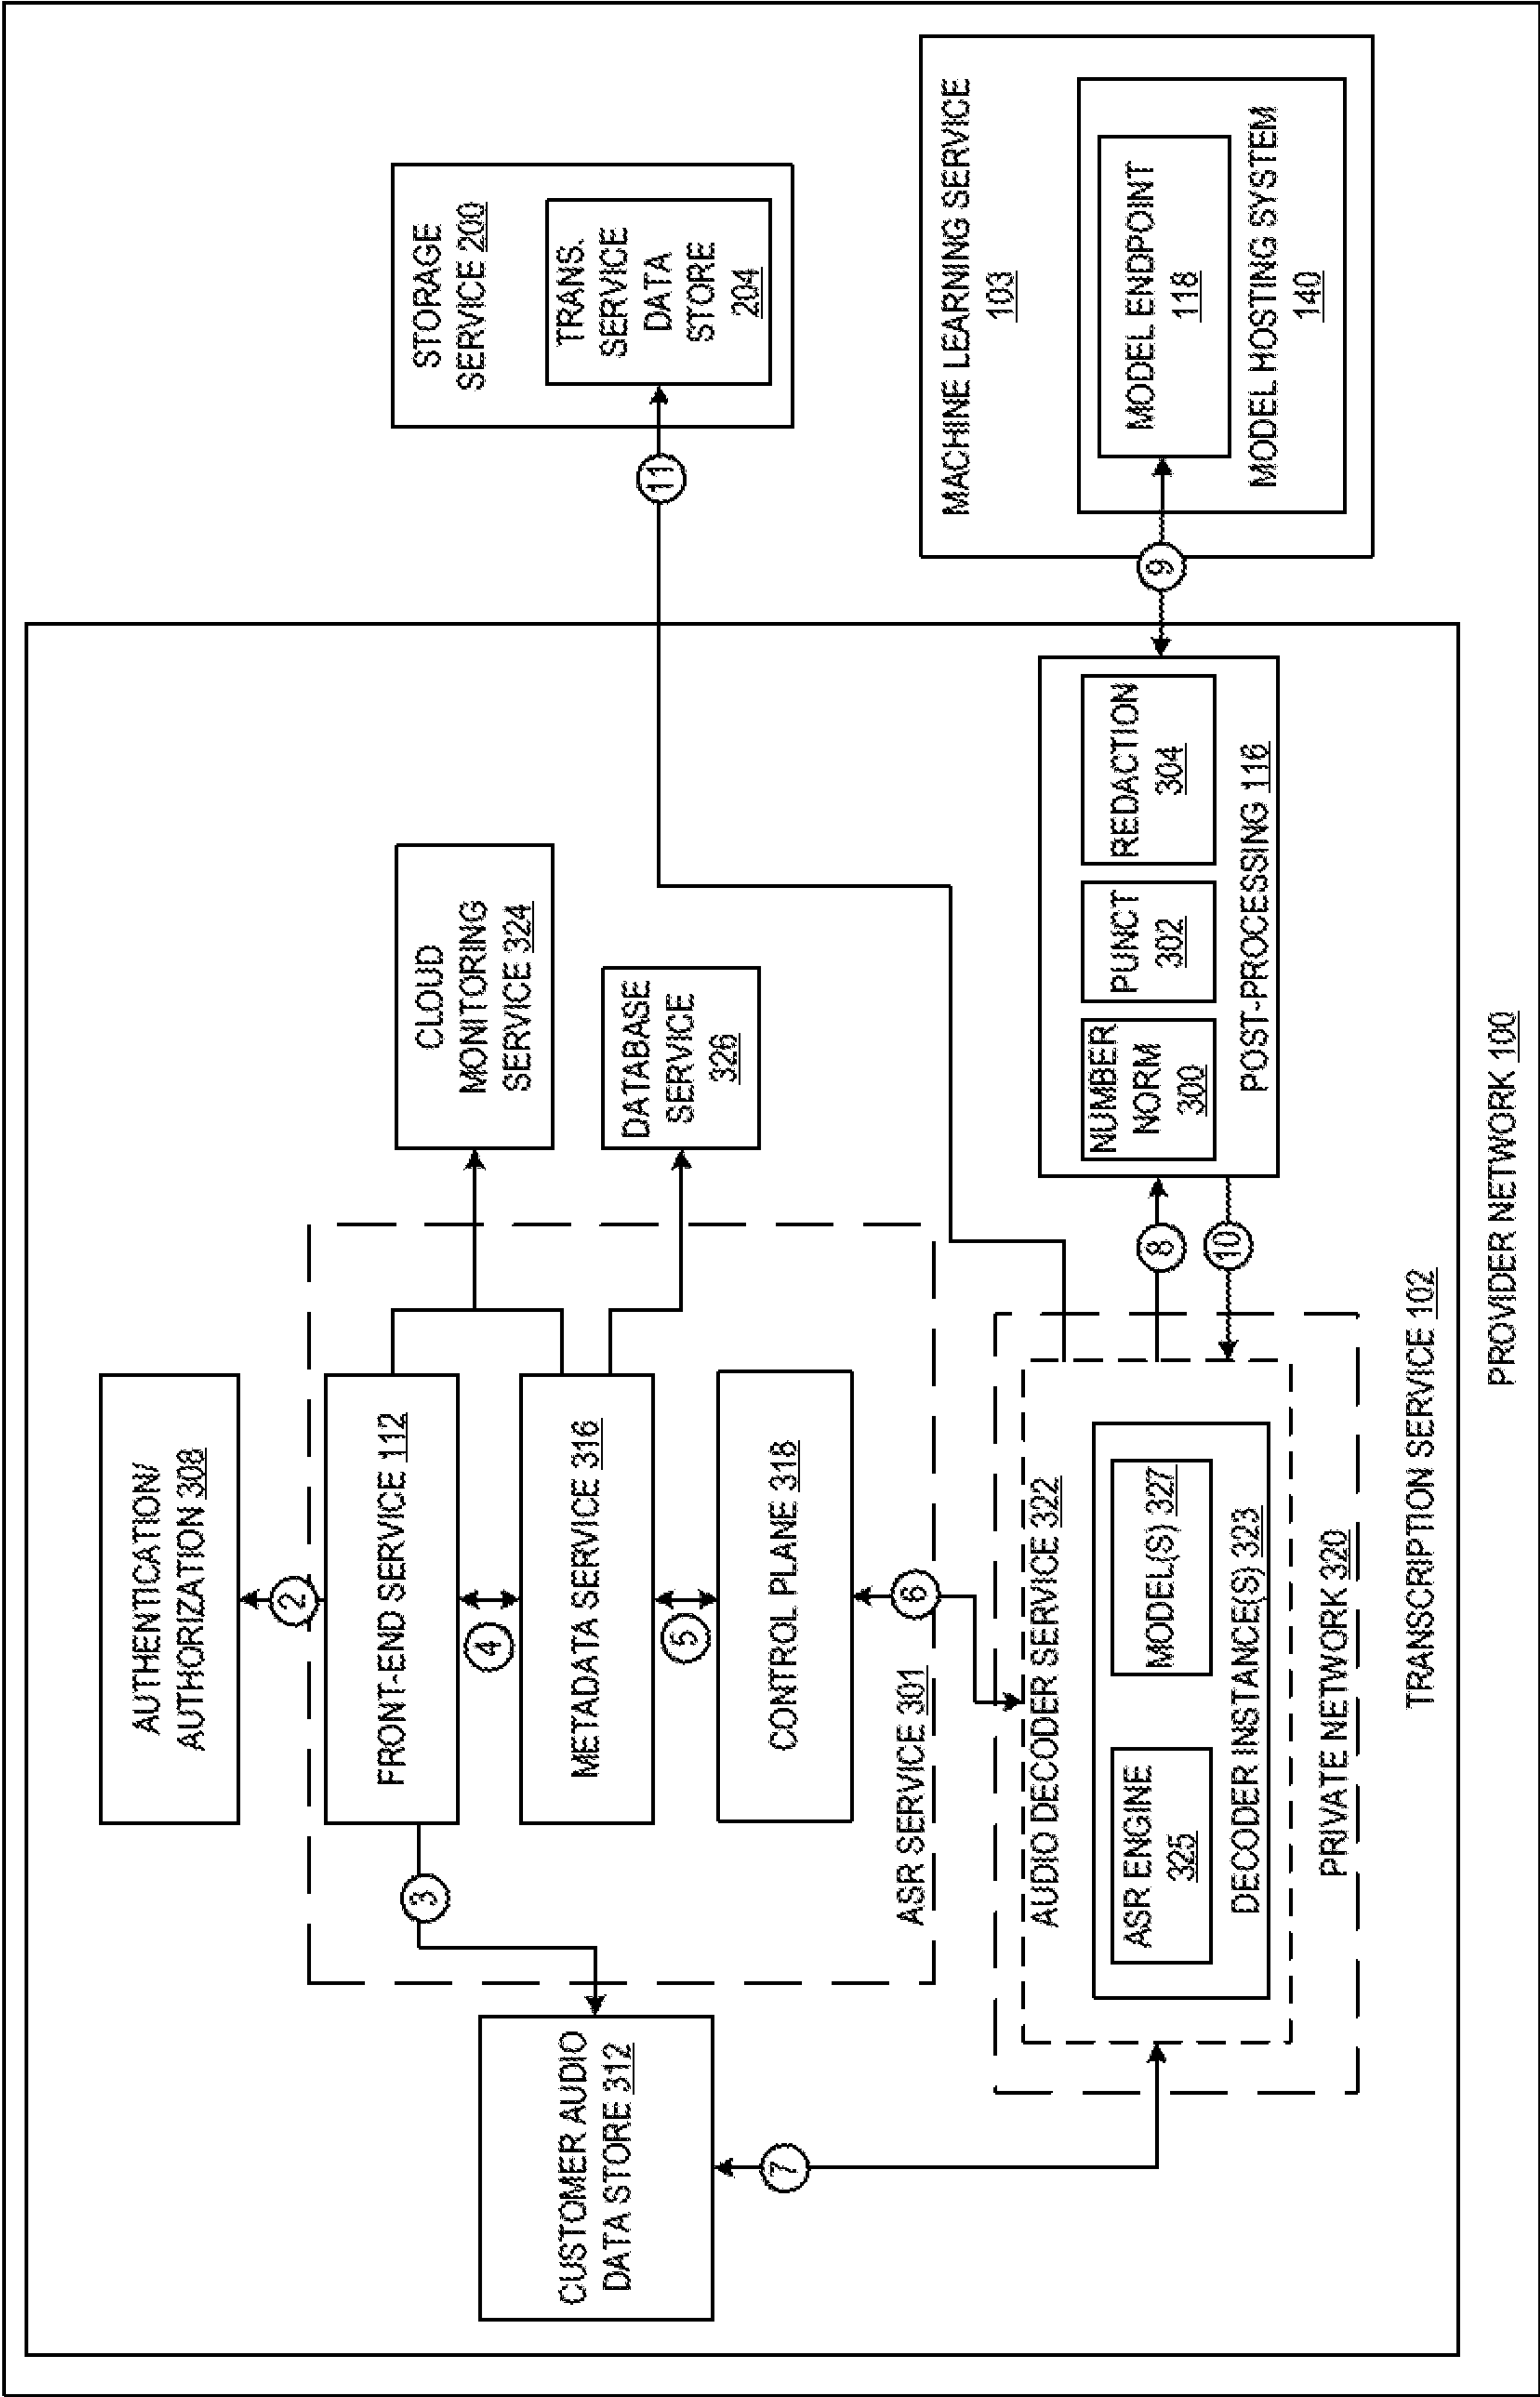 AUTHENTICATION/
AUTHORIZATION 308
2
FRONT-END SERVICE 112
3
4
METADATA SERVICE 316
5
CONTROL PLANE 318
6
ASR SERVICE 301
CUSTOMER AUDIO
DATA STORE 312
7
CLOUD
MONITORING
SERVICE 324
DATABASE
SERVICE
326
STORAGE
SERVICE 200
TRANS.
SERVICE
DATA
STORE
204
11
AUDIO DECODER SERVICE 322
ASR ENGINE
325
MODEL(S) 327
DECODER INSTANCE(S) 323
PRIVATE NETWORK 320
8
10
NUMBER
NORM
300
PUNCT
302
REDACTION
304
POST-PROCESSING 116
9
MACHINE LEARNING SERVICE
103
MODEL ENDPOINT
118
MODEL HOSTING SYSTEM
140
TRANSCRIPTION SERVICE 102
PROVIDER NETWORK 100